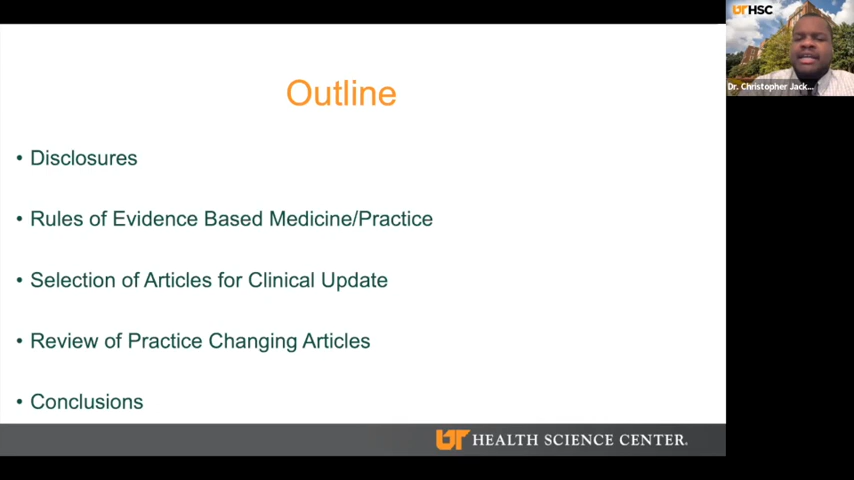 Outline
• Disclosures
• Rules of Evidence Based Medicine/Practice
• Selection of Articles for Clinical Update
• Review of Practice Changing Articles
• Conclusions
UT HEALTH SCIENCE CENTER.
UTHSC
Dr. Christopher Jack...